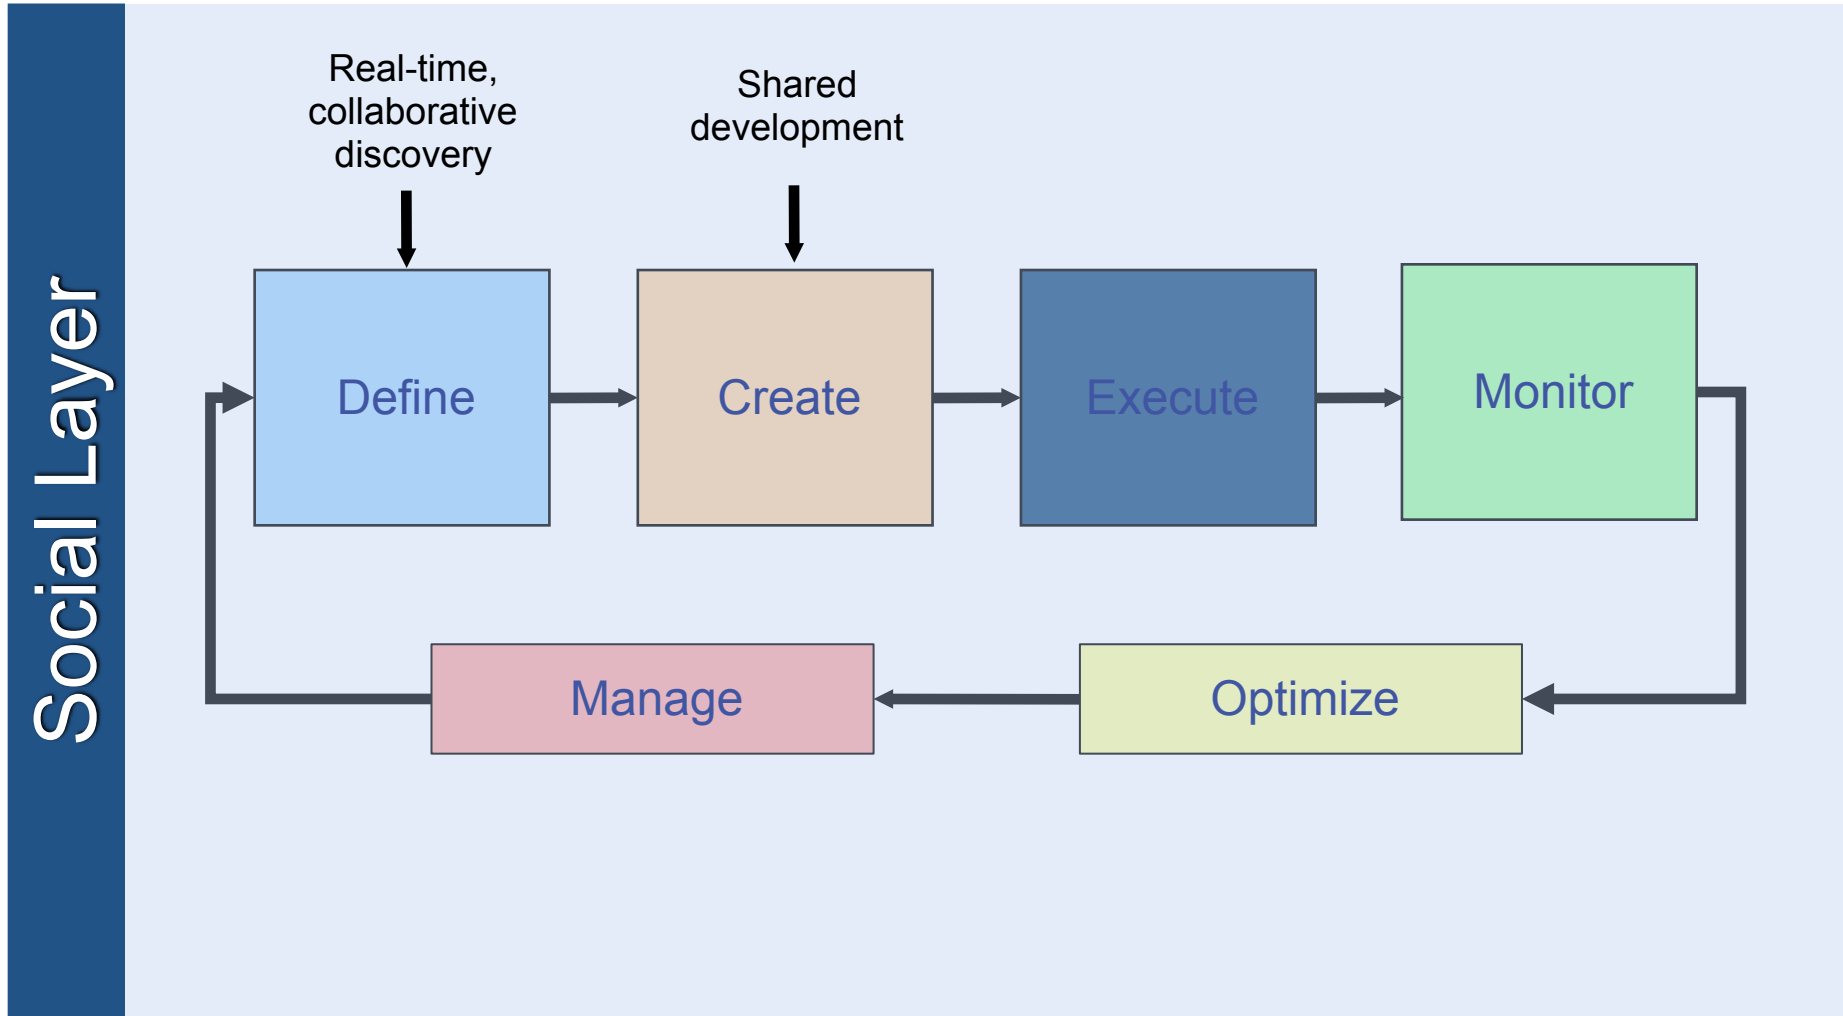 Social Layer
Real-time,
collaborative
discovery
Shared
development
Define
Create
Execute
Monitor
Manage
Optimize